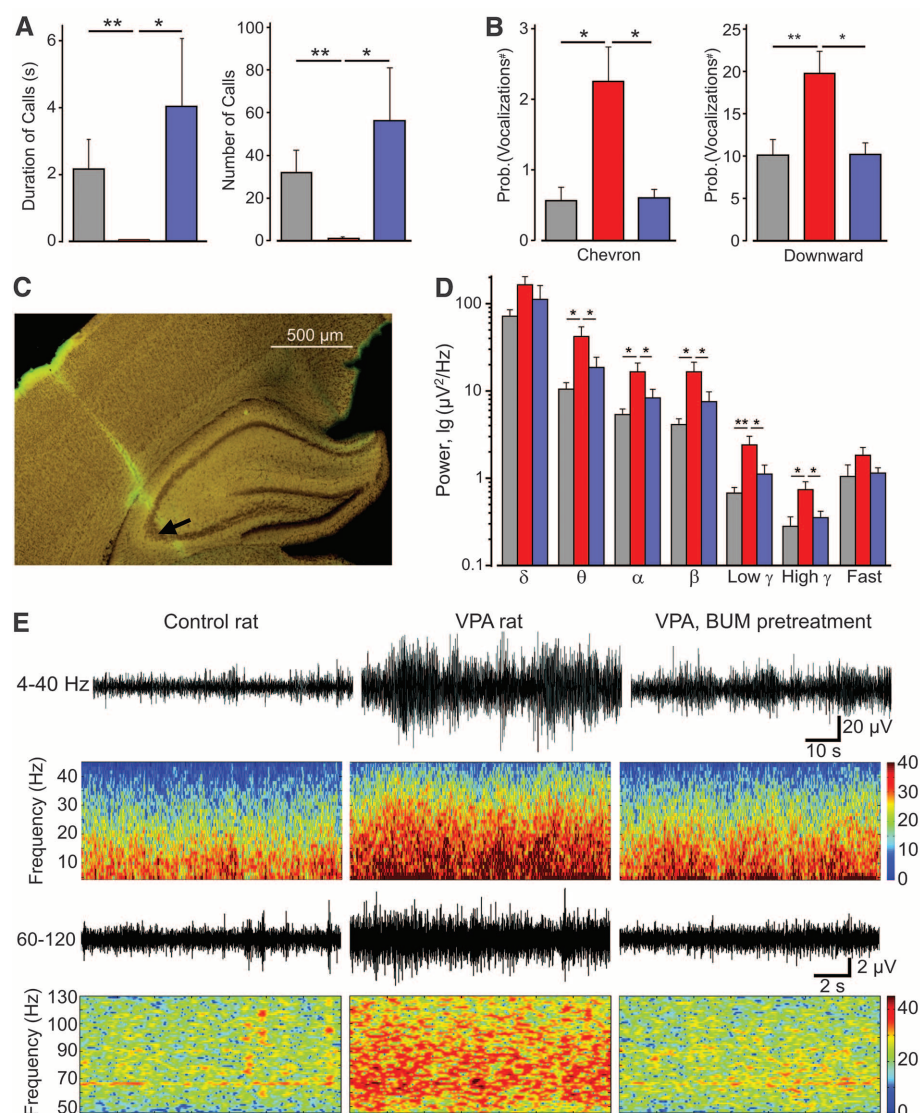 A
** *
** *
Duration of Calls (s)
6
4
2
0
Number of Calls
100
80
60
40
20
0
B
* *
** *
Prob.(Vocalizations#)
3
2
1
0
Chevron
Prob.(Vocalizations#)
25
20
15
10
5
0
Downward
C
500 μm
D
Power, lg (μV²/Hz)
100
10
1
0.1
* *
* *
* *
** *
* *
δ θ α β Low γ High γ Fast
E
Control rat VPA rat VPA, BUM pretreatment
4-40 Hz
20 μV
10 s
Frequency (Hz)
40
30
20
10
40
30
20
10
0
60-120
2 μV
2 s
Frequency (Hz)
130
110
90
70
50
40
30
20
10
0